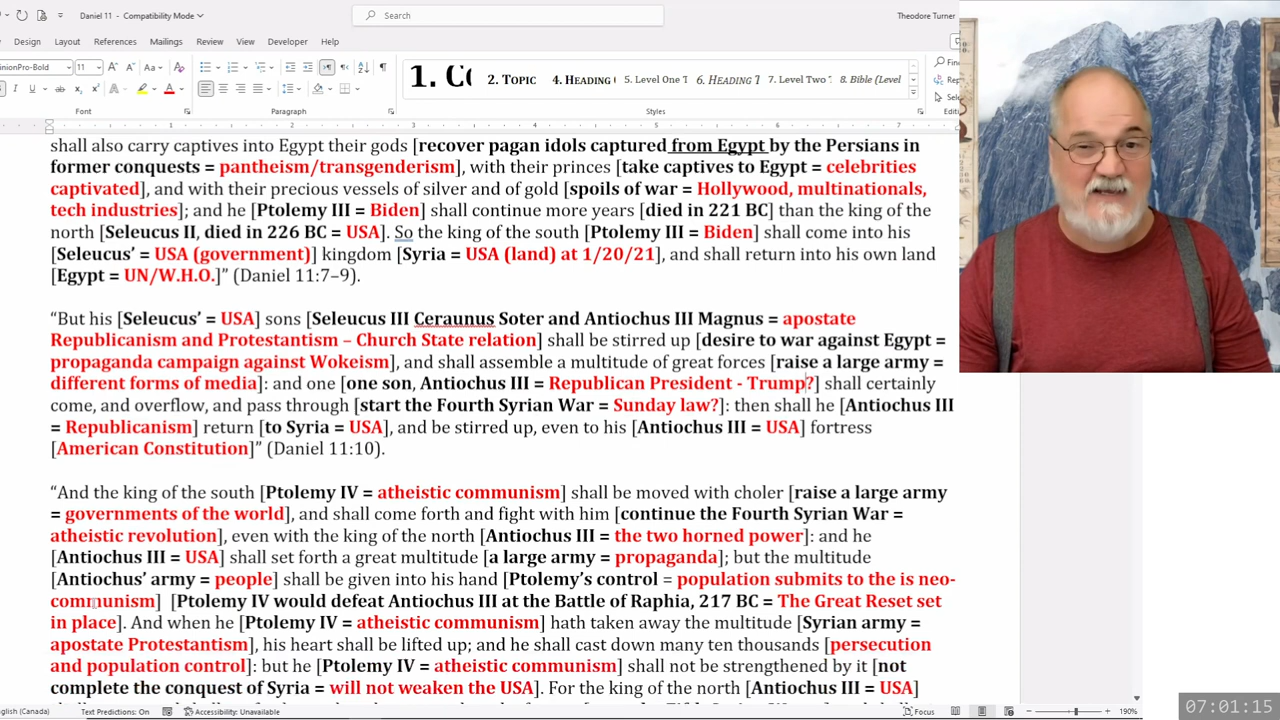 Daniel 11 - Compatibility Mode
Search
Theodore Turner
Design Layout References Mailings Review View Developer Help
inionPro-Bold 11
1. Co 2. TOPIC 4. HEADING 5. Level One T 6. HEADING T 7. Level Two T 8. Bible (Level
Font Paragraph Styles
1 2 3 4 5 6 7
shall also carry captives into Egypt their gods [recover pagan idols captured from Egypt by the Persians in
former conquests = pantheism/transgenderism], with their princes [take captives to Egypt = celebrities
captivated], and with their precious vessels of silver and of gold [spoils of war = Hollywood, multinationals,
tech industries]; and he [Ptolemy III = Biden] shall continue more years [died in 221 BC] than the king of the
north [Seleucus II, died in 226 BC = USA]. So the king of the south [Ptolemy III = Biden] shall come into his
[Seleucus’ = USA (government)] kingdom [Syria = USA (land) at 1/20/21], and shall return into his own land
[Egypt = UN/W.H.O.]” (Daniel 11:7–9).
“But his [Seleucus’ = USA] sons [Seleucus III Ceraunus Soter and Antiochus III Magnus = apostate
Republicanism and Protestantism – Church State relation] shall be stirred up [desire to war against Egypt =
propaganda campaign against Wokeism], and shall assemble a multitude of great forces [raise a large army =
different forms of media]: and one [one son, Antiochus III = Republican President - Trump?] shall certainly
come, and overflow, and pass through [start the Fourth Syrian War = Sunday law?]: then shall he [Antiochus III
= Republicanism] return [to Syria = USA], and be stirred up, even to his [Antiochus III = USA] fortress
[American Constitution]” (Daniel 11:10).
“And the king of the south [Ptolemy IV = atheistic communism] shall be moved with choler [raise a large army
= governments of the world], and shall come forth and fight with him [continue the Fourth Syrian War =
atheistic revolution], even with the king of the north [Antiochus III = the two horned power]: and he
[Antiochus III = USA] shall set forth a great multitude [a large army = propaganda]; but the multitude
[Antiochus’ army = people] shall be given into his hand [Ptolemy’s control = population submits to the is neo-
communism] [Ptolemy IV would defeat Antiochus III at the Battle of Raphia, 217 BC = The Great Reset set
in place]. And when he [Ptolemy IV = atheistic communism] hath taken away the multitude [Syrian army =
apostate Protestantism], his heart shall be lifted up; and he shall cast down many ten thousands [persecution
and population control]: but he [Ptolemy IV = atheistic communism] shall not be strengthened by it [not
complete the conquest of Syria = will not weaken the USA]. For the king of the north [Antiochus III = USA]
English (Canada) Text Predictions: On Accessibility: Unavailable Focus 190%
07:01:15